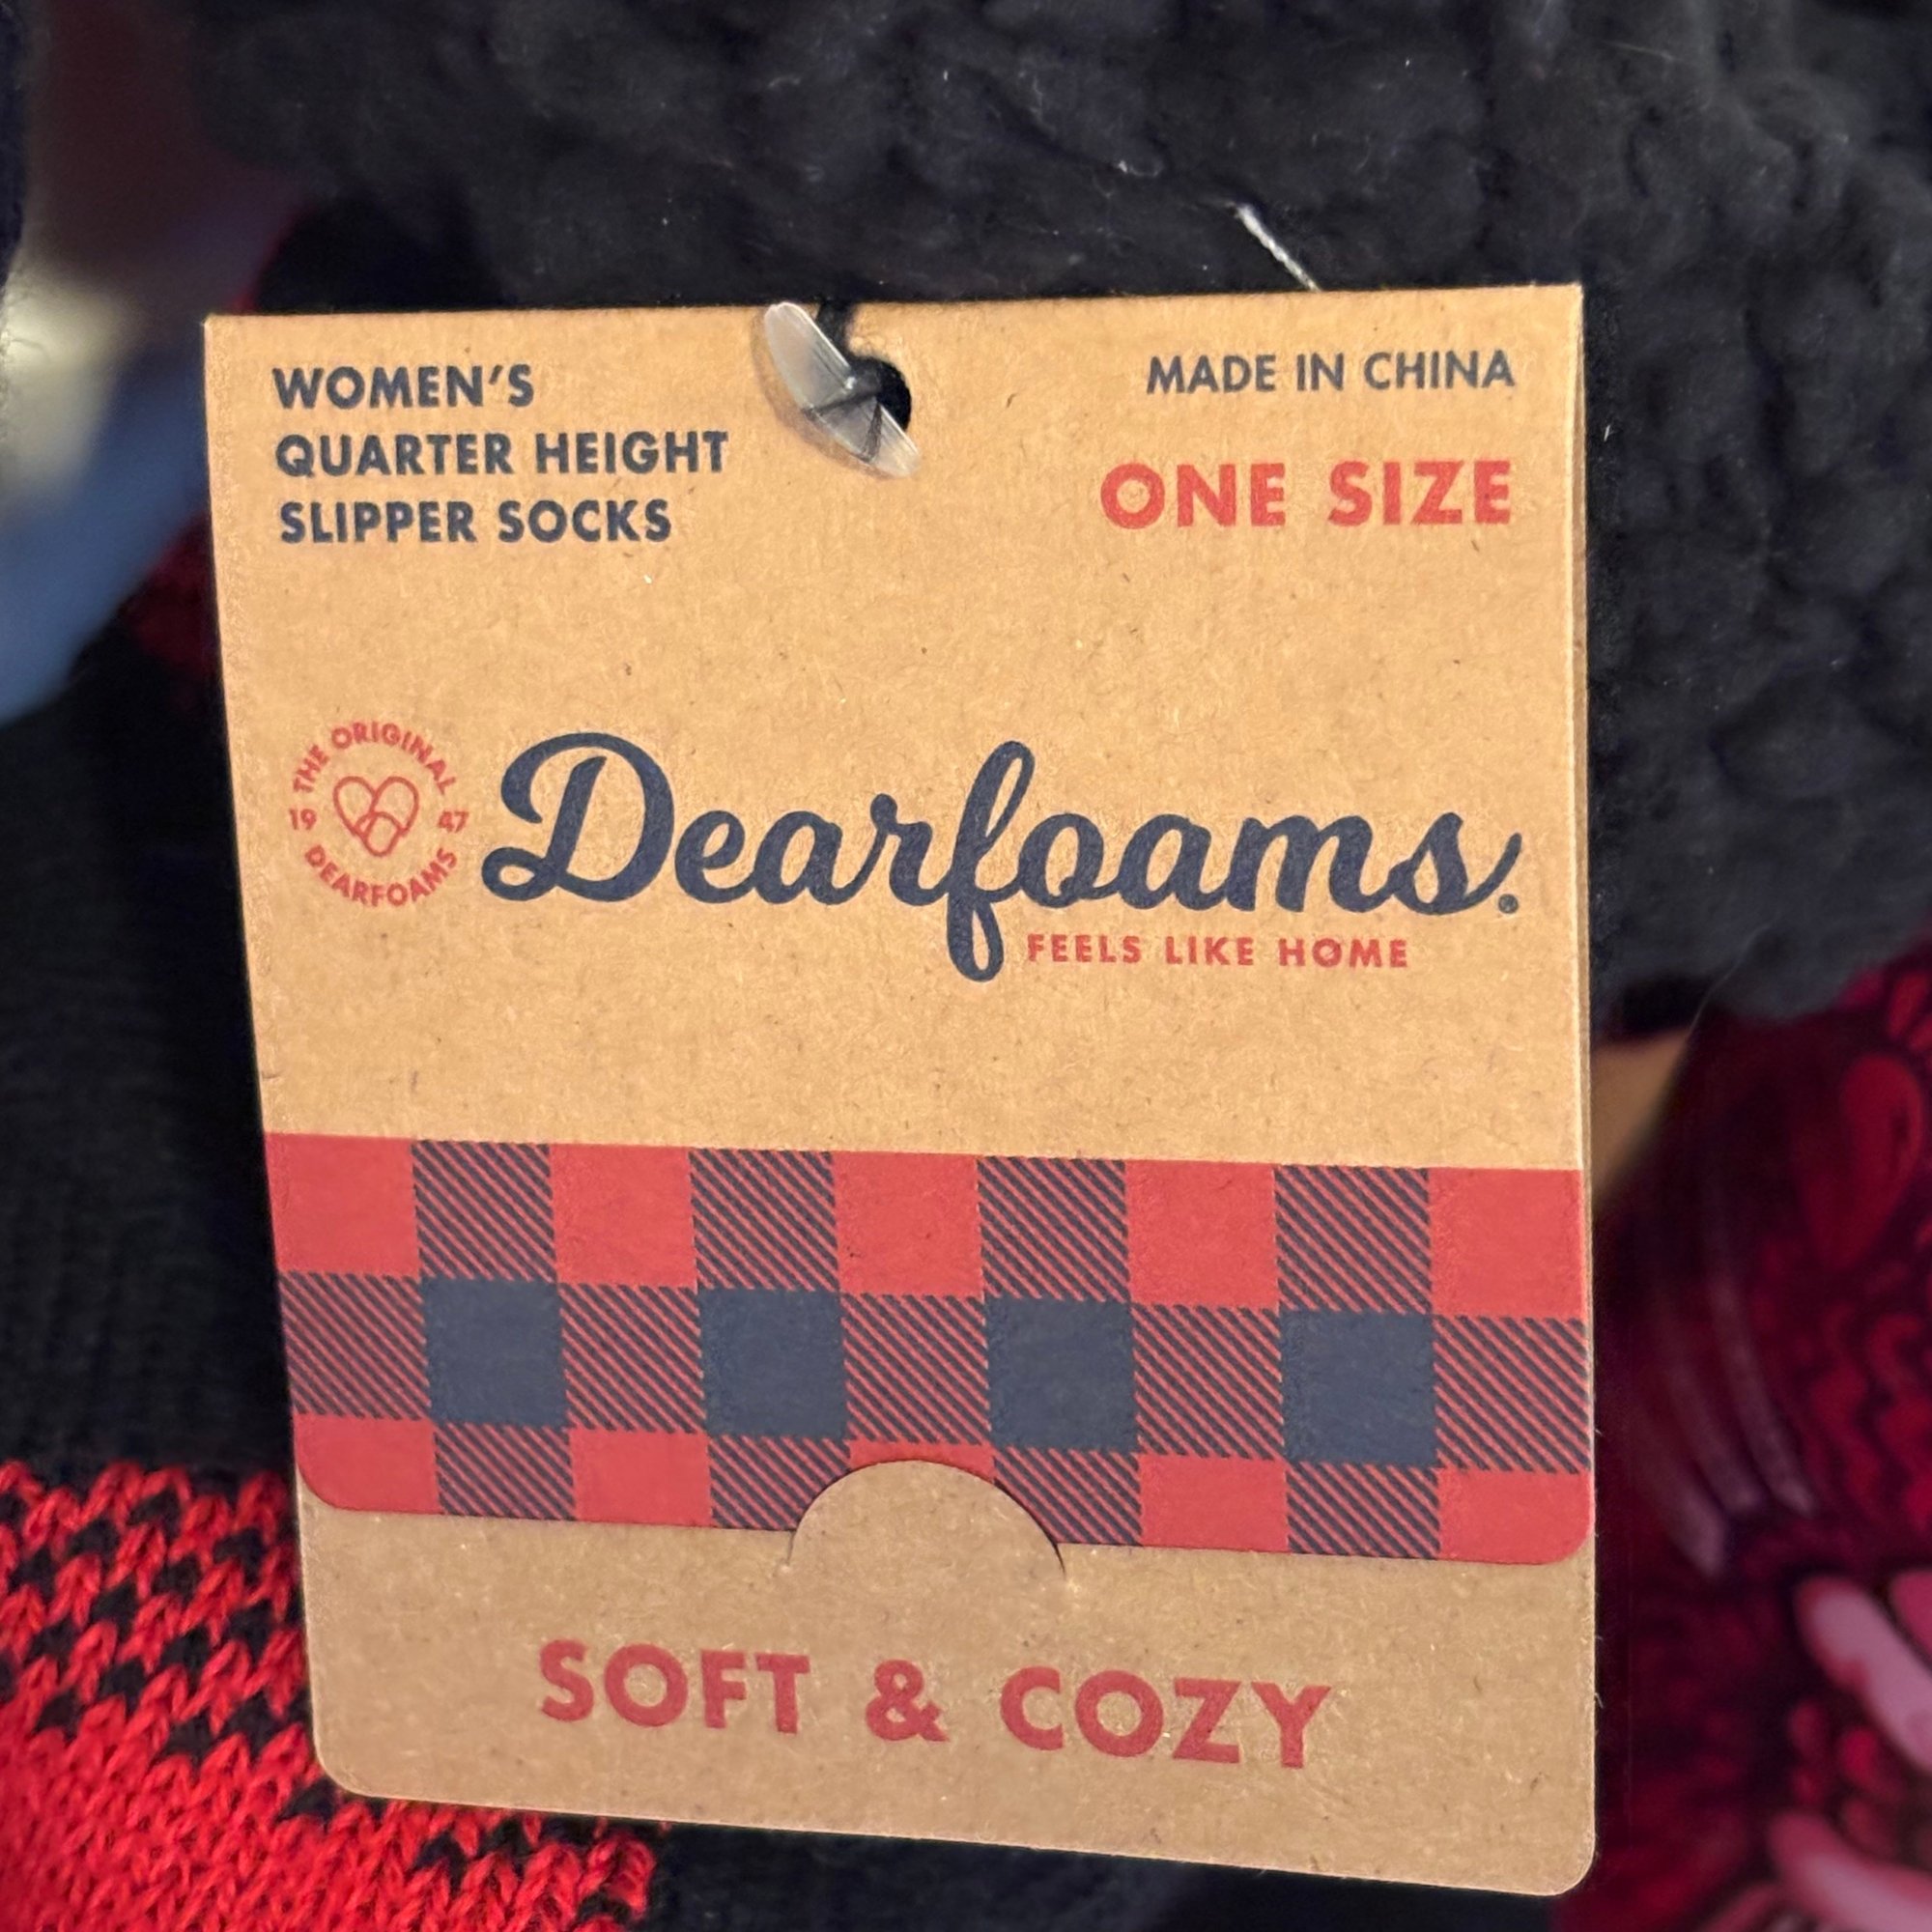 WOMEN'S
QUARTER HEIGHT
SLIPPER SOCKS
MADE IN CHINA
ONE SIZE
THE ORIGINAL
19 47
DEARFOAMS
Dearfoams®
FEELS LIKE HOME
SOFT & COZY